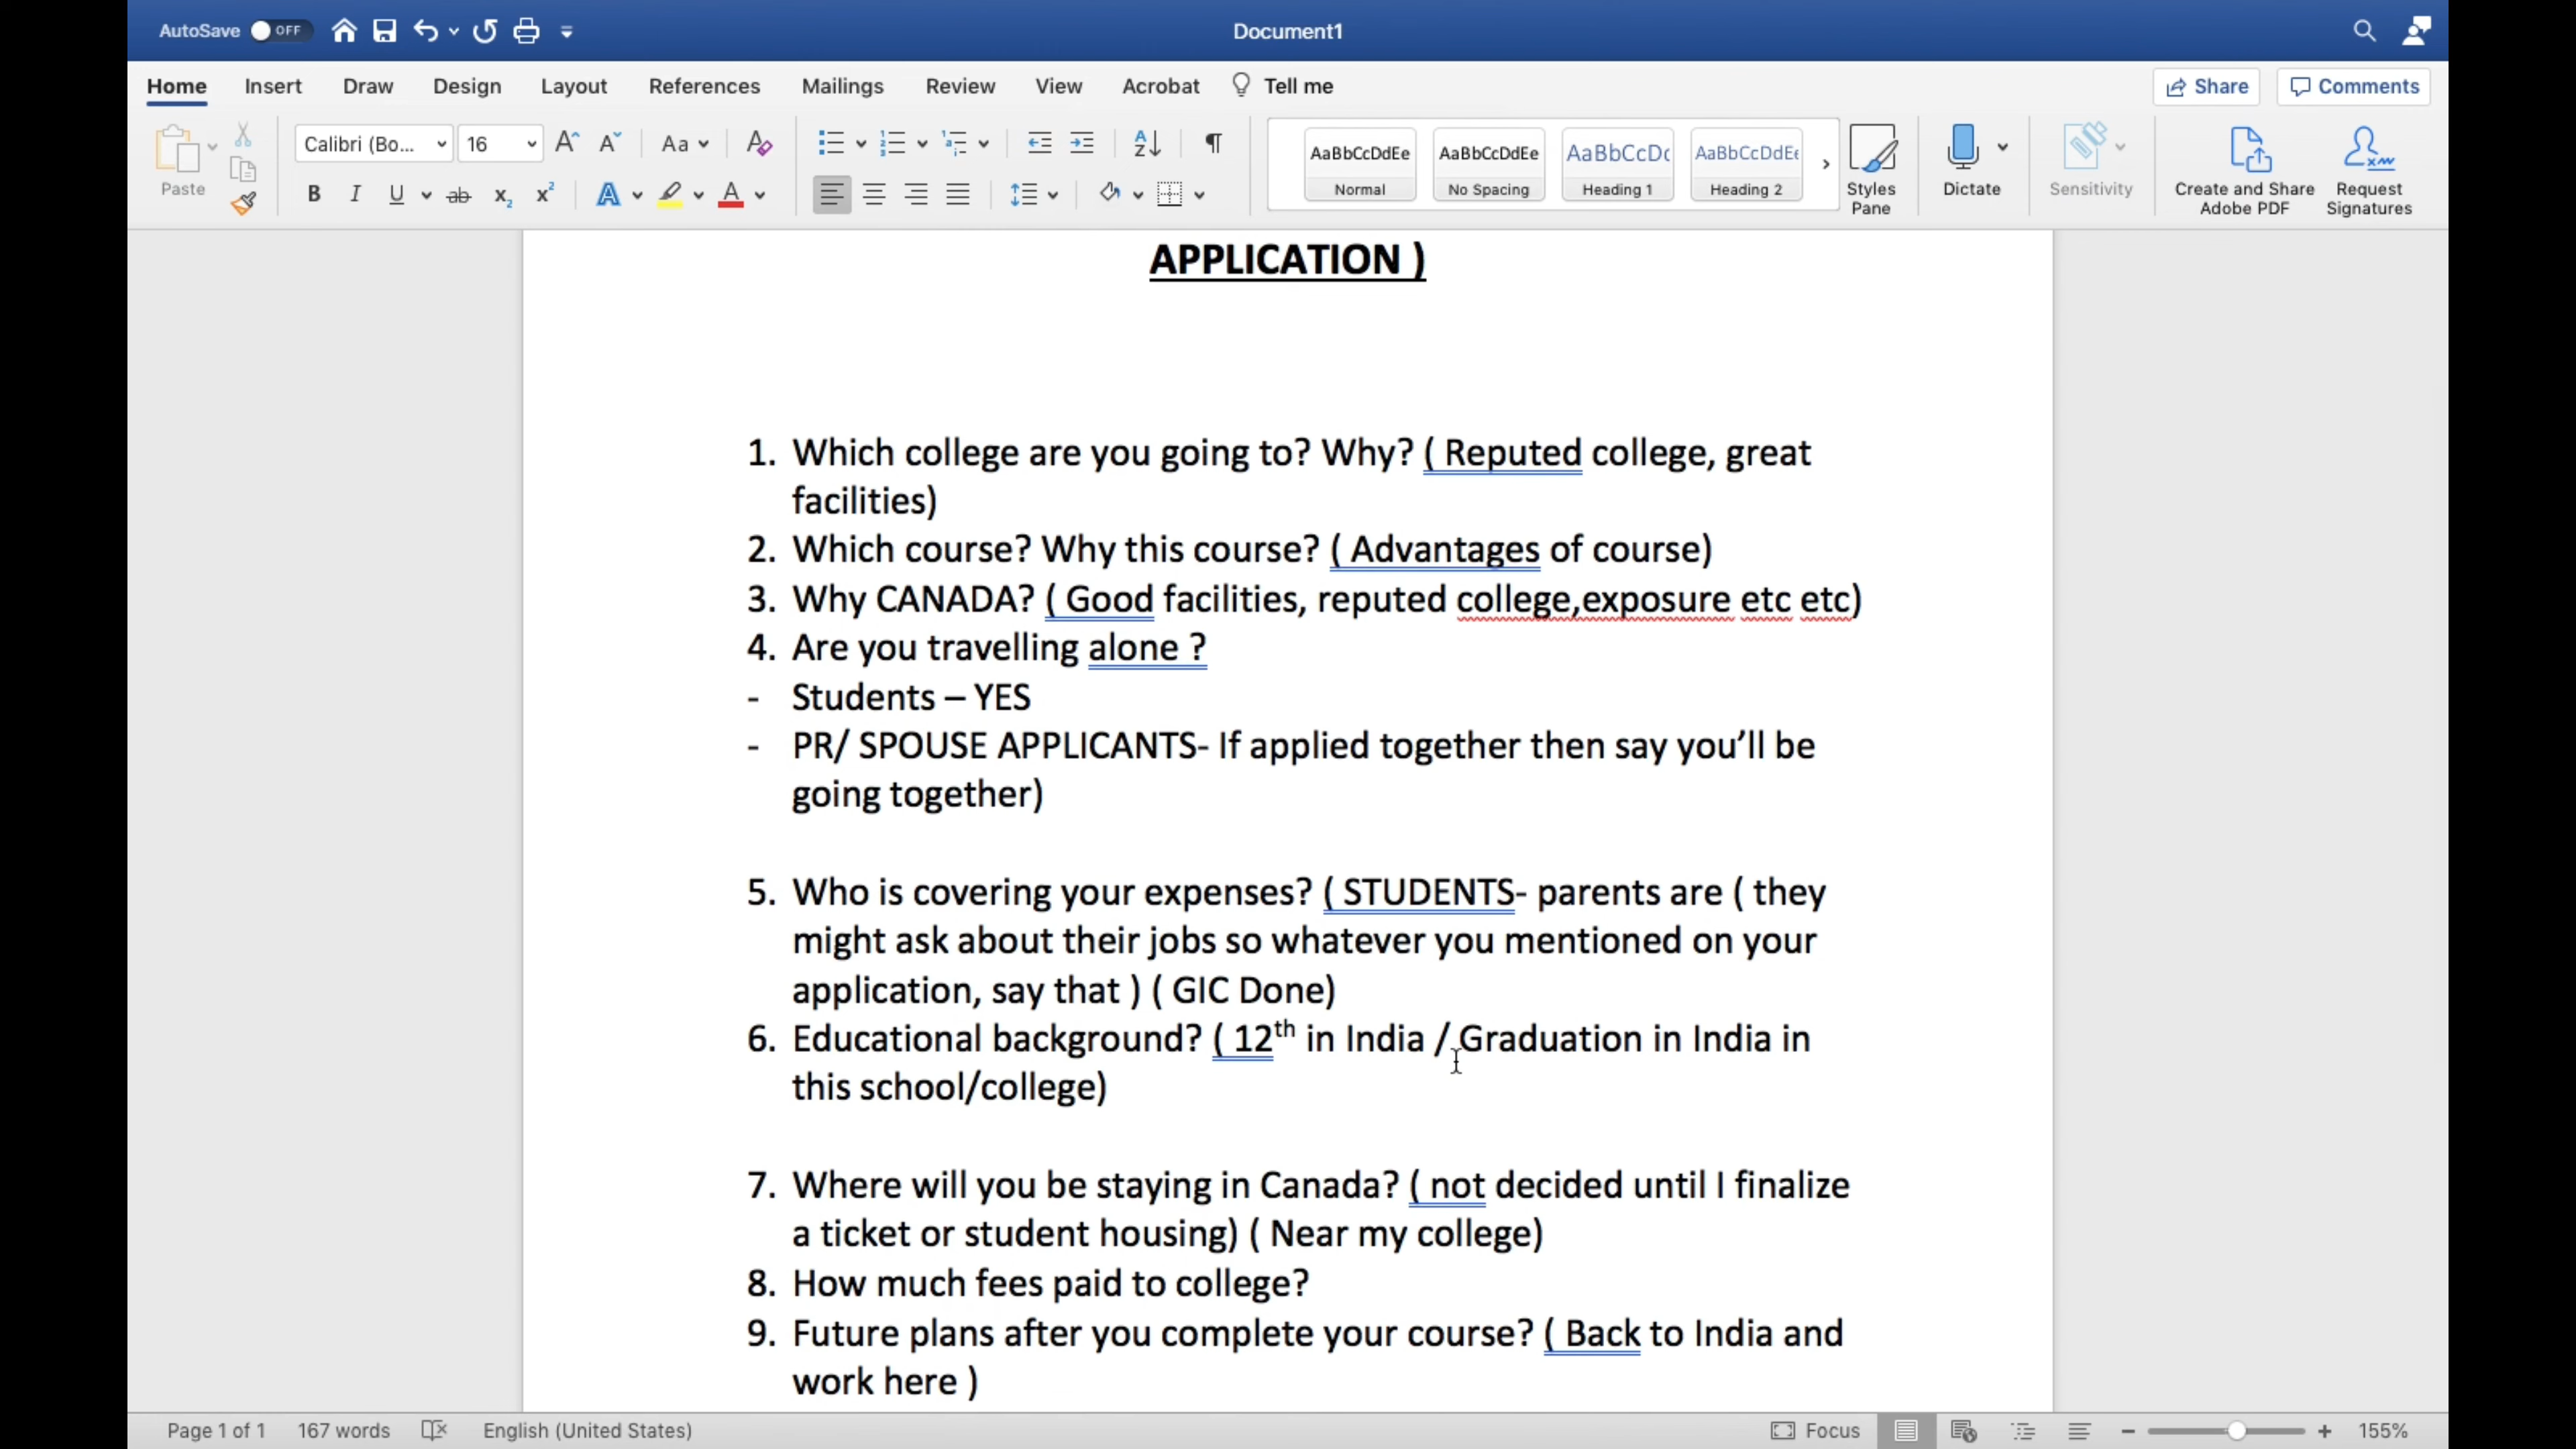 AutoSave OFF Document1
Home Insert Draw Design Layout References Mailings Review View Acrobat Tell me Share Comments
Paste Calibri (Bo... 16 Aa AaBbCcDdEe AaBbCcDdEe AaBbCcDc AaBbCcDdEe
Normal No Spacing Heading 1 Heading 2 Styles Pane Dictate Sensitivity Create and Share Adobe PDF Request Signatures
APPLICATION )
1. Which college are you going to? Why? ( Reputed college, great
facilities)
2. Which course? Why this course? ( Advantages of course)
3. Why CANADA? ( Good facilities, reputed college,exposure etc etc)
4. Are you travelling alone ?
- Students – YES
- PR/ SPOUSE APPLICANTS- If applied together then say you’ll be
going together)
5. Who is covering your expenses? ( STUDENTS- parents are ( they
might ask about their jobs so whatever you mentioned on your
application, say that ) ( GIC Done)
6. Educational background? ( 12th in India / Graduation in India in
this school/college)
7. Where will you be staying in Canada? ( not decided until I finalize
a ticket or student housing) ( Near my college)
8. How much fees paid to college?
9. Future plans after you complete your course? ( Back to India and
work here )
Page 1 of 1 167 words English (United States) Focus 155%